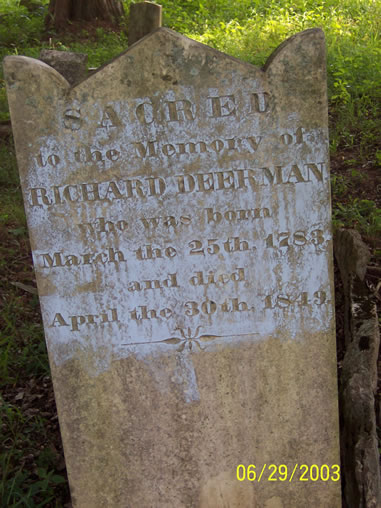 SACRED
to the Memory of
RICHARD DEERMAN
who was born
March the 25th, 1783,
and died
April the 30th, 1849.
06/29/2003